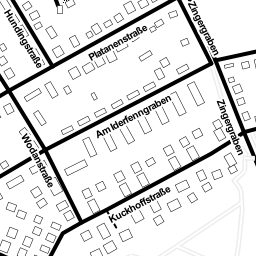 Hundingstraße
Platanenstraße
Zingergraben
Am Iderfenngraben
Wodanstraße
Zingergraben
Kuckhoffstraße